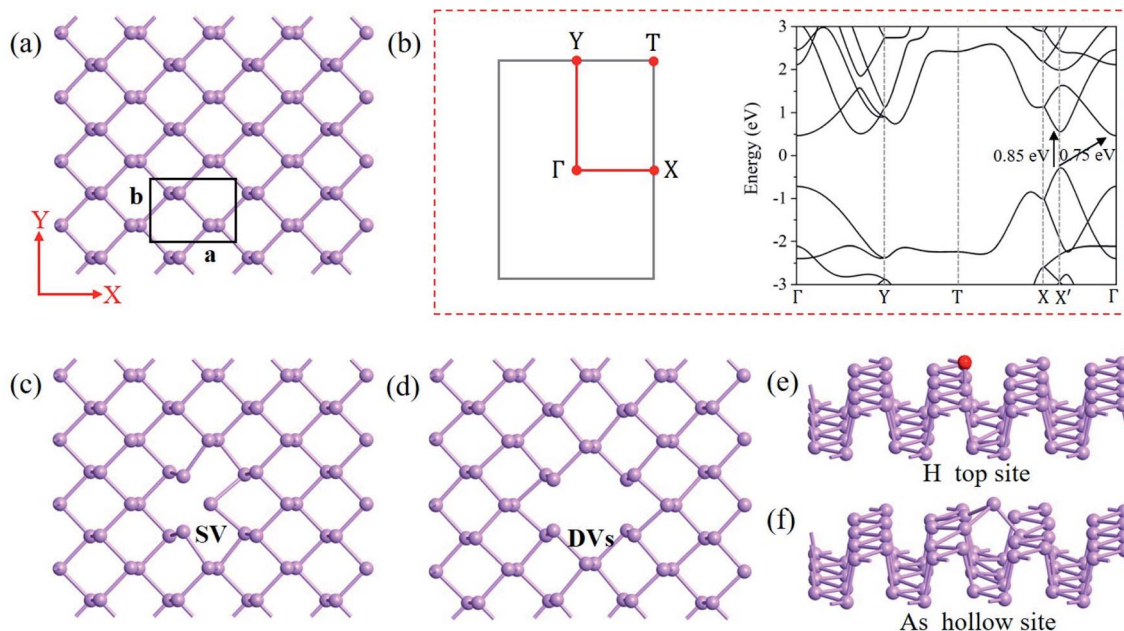 (a)
b
a
Y
X
(b)
Y
T
Γ
X
Energy (eV)
3
2
1
0
-1
-2
-3
0.85 eV
0.75 eV
Γ
Y
T
X
X′
Γ
(c)
SV
(d)
DVs
(e)
H top site
(f)
As hollow site